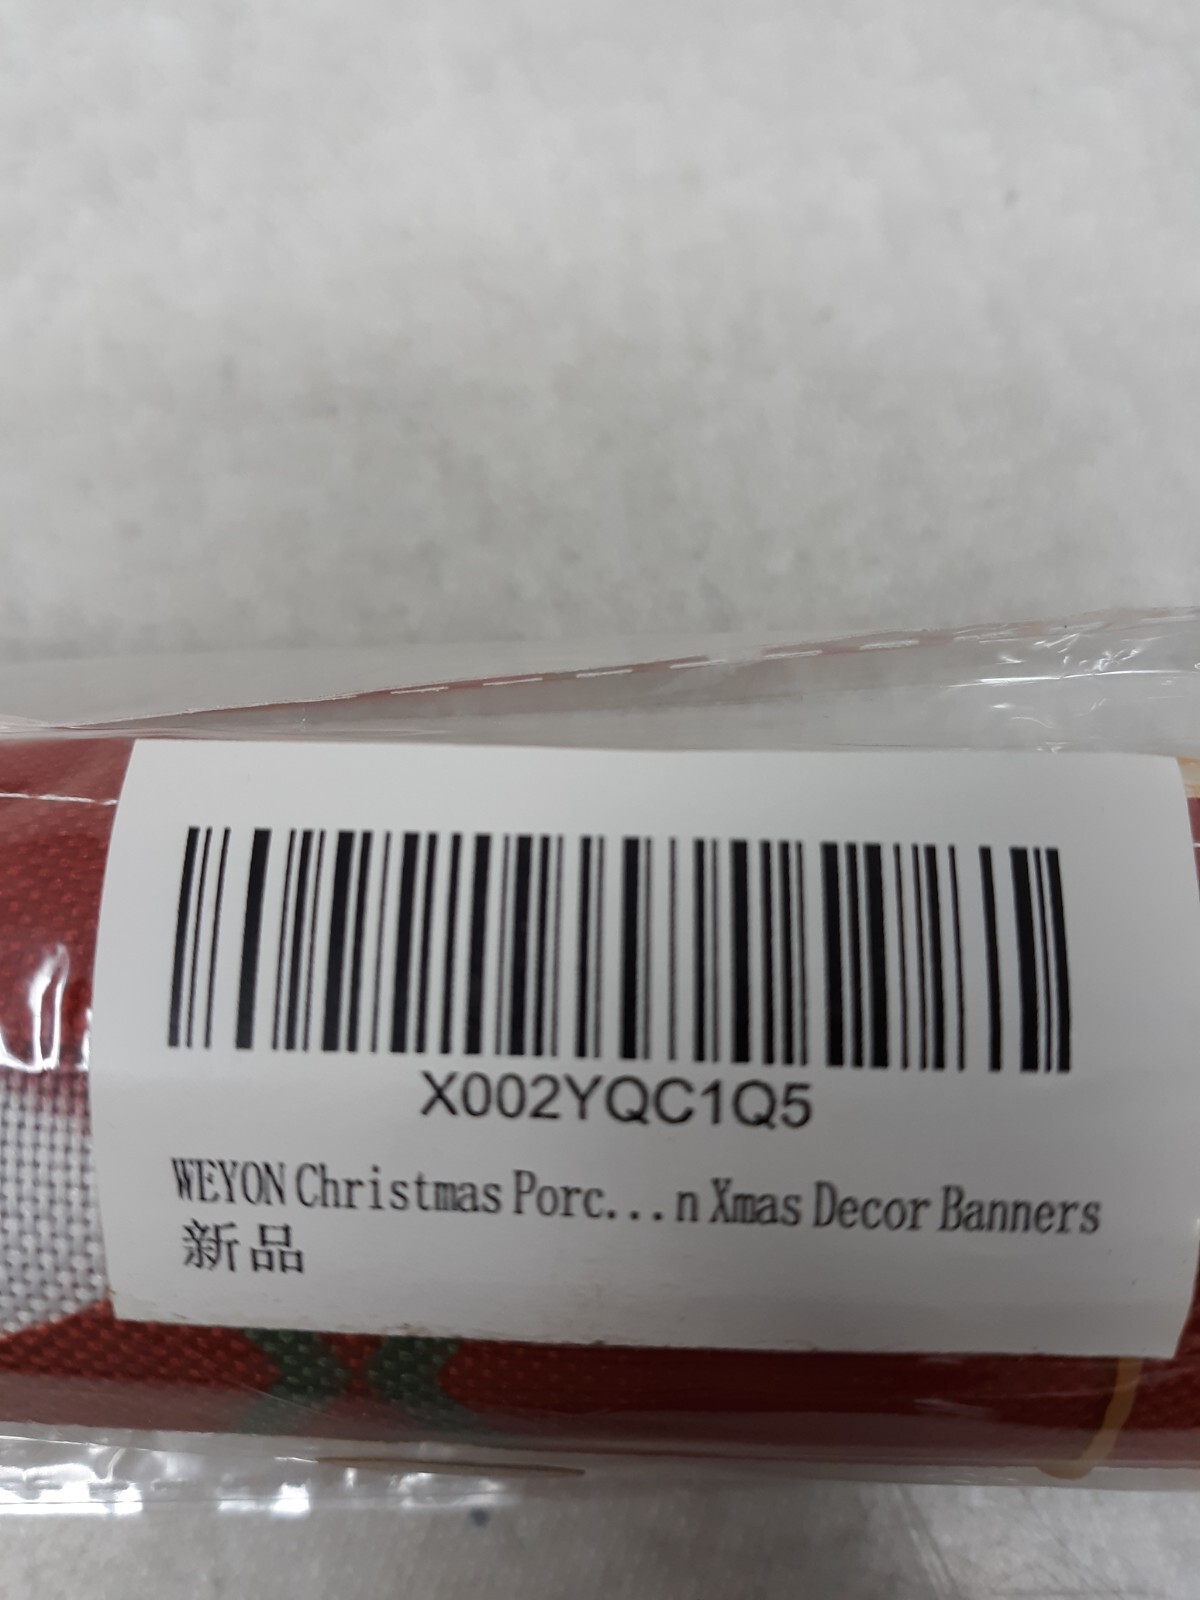 X002YQC1Q5
WEYON Christmas Porc...n Xmas Decor Banners
新品